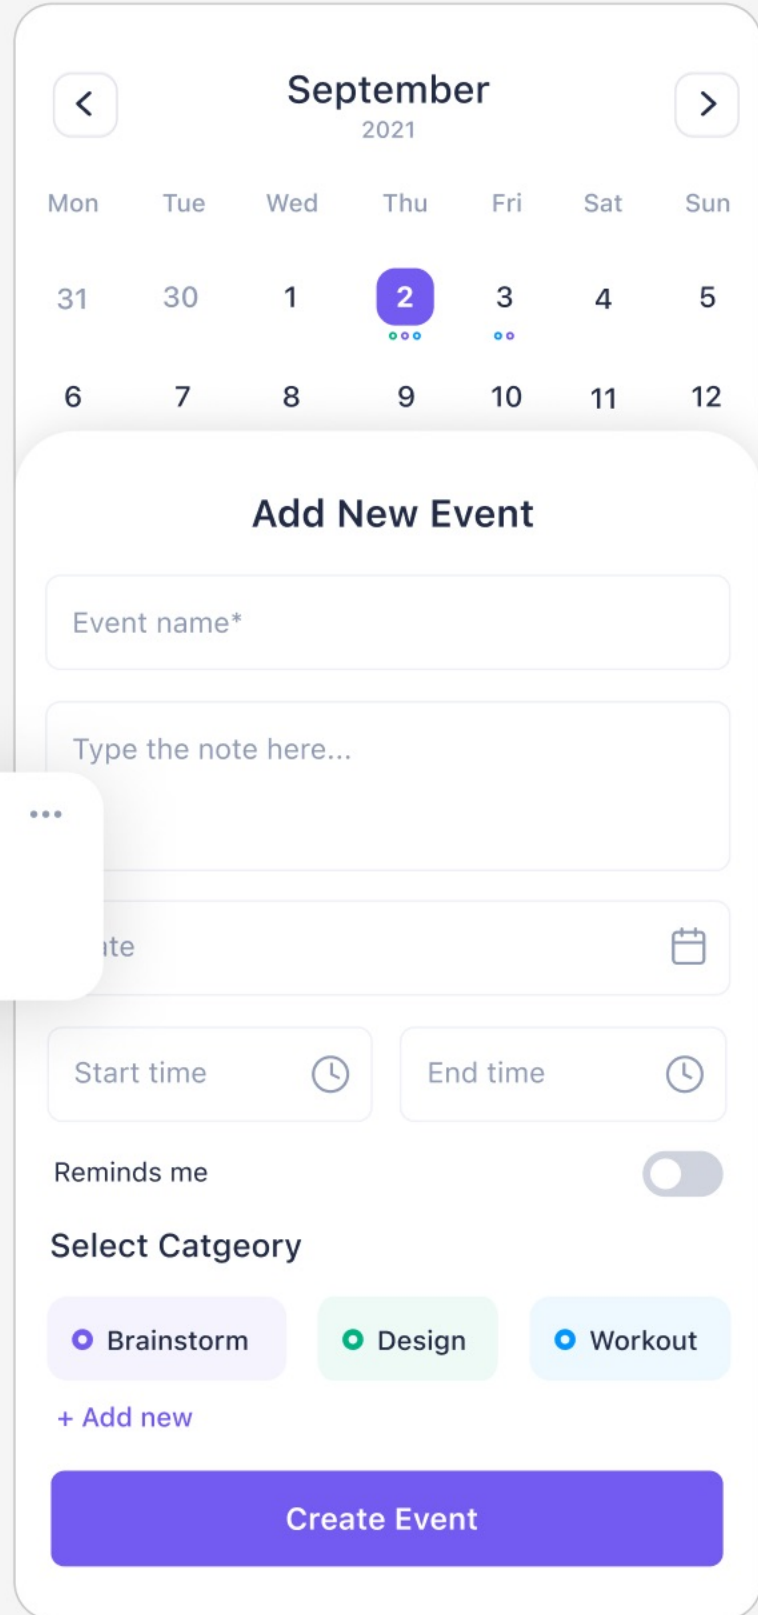 September
2021
Mon Tue Wed Thu Fri Sat Sun
31 30 1 2 3 4 5
6 7 8 9 10 11 12
Add New Event
Event name*
Type the note here...
ate
Start time End time
Reminds me
Select Catgeory
Brainstorm Design Workout
+ Add new
Create Event